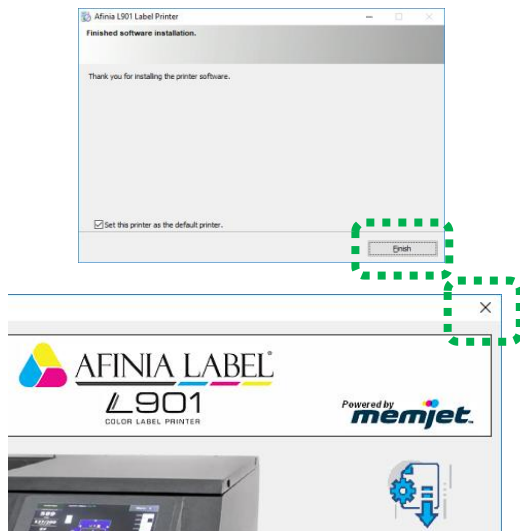 Afinia L901 Label Printer
Finished software installation.
Thank you for installing the printer software.
Set this printer as the default printer.
Finish
AFINIA LABEL®
L901
COLOR LABEL PRINTER
Powered by
memjet